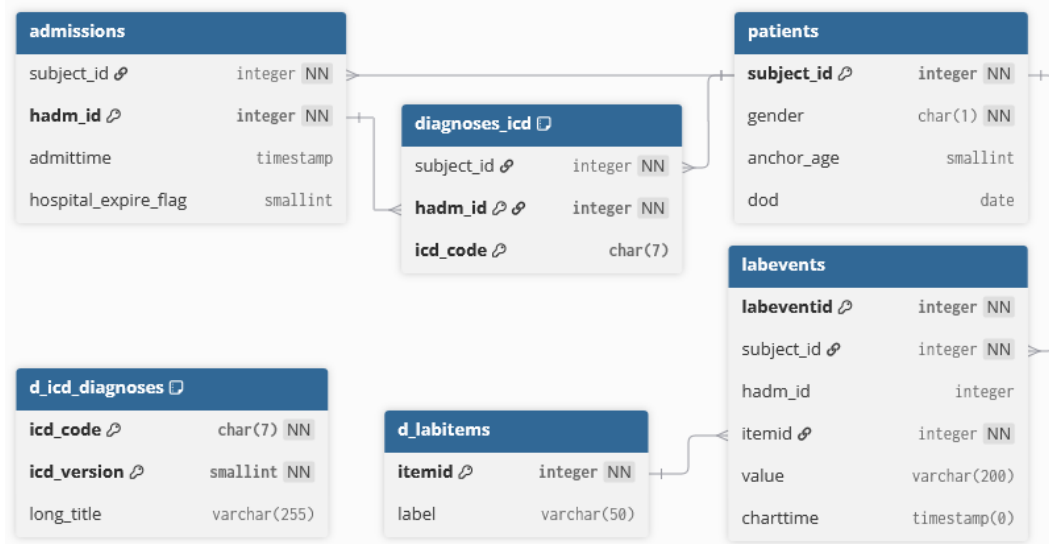 admissions
subject_id integer NN
hadm_id integer NN
admittime timestamp
hospital_expire_flag smallint
diagnoses_icd
subject_id integer NN
hadm_id integer NN
icd_code char(7)
patients
subject_id integer NN
gender char(1) NN
anchor_age smallint
dod date
labevents
labeventid integer NN
subject_id integer NN
hadm_id integer
itemid integer NN
value varchar(200)
charttime timestamp(0)
d_icd_diagnoses
icd_code char(7) NN
icd_version smallint NN
long_title varchar(255)
d_labitems
itemid integer NN
label varchar(50)